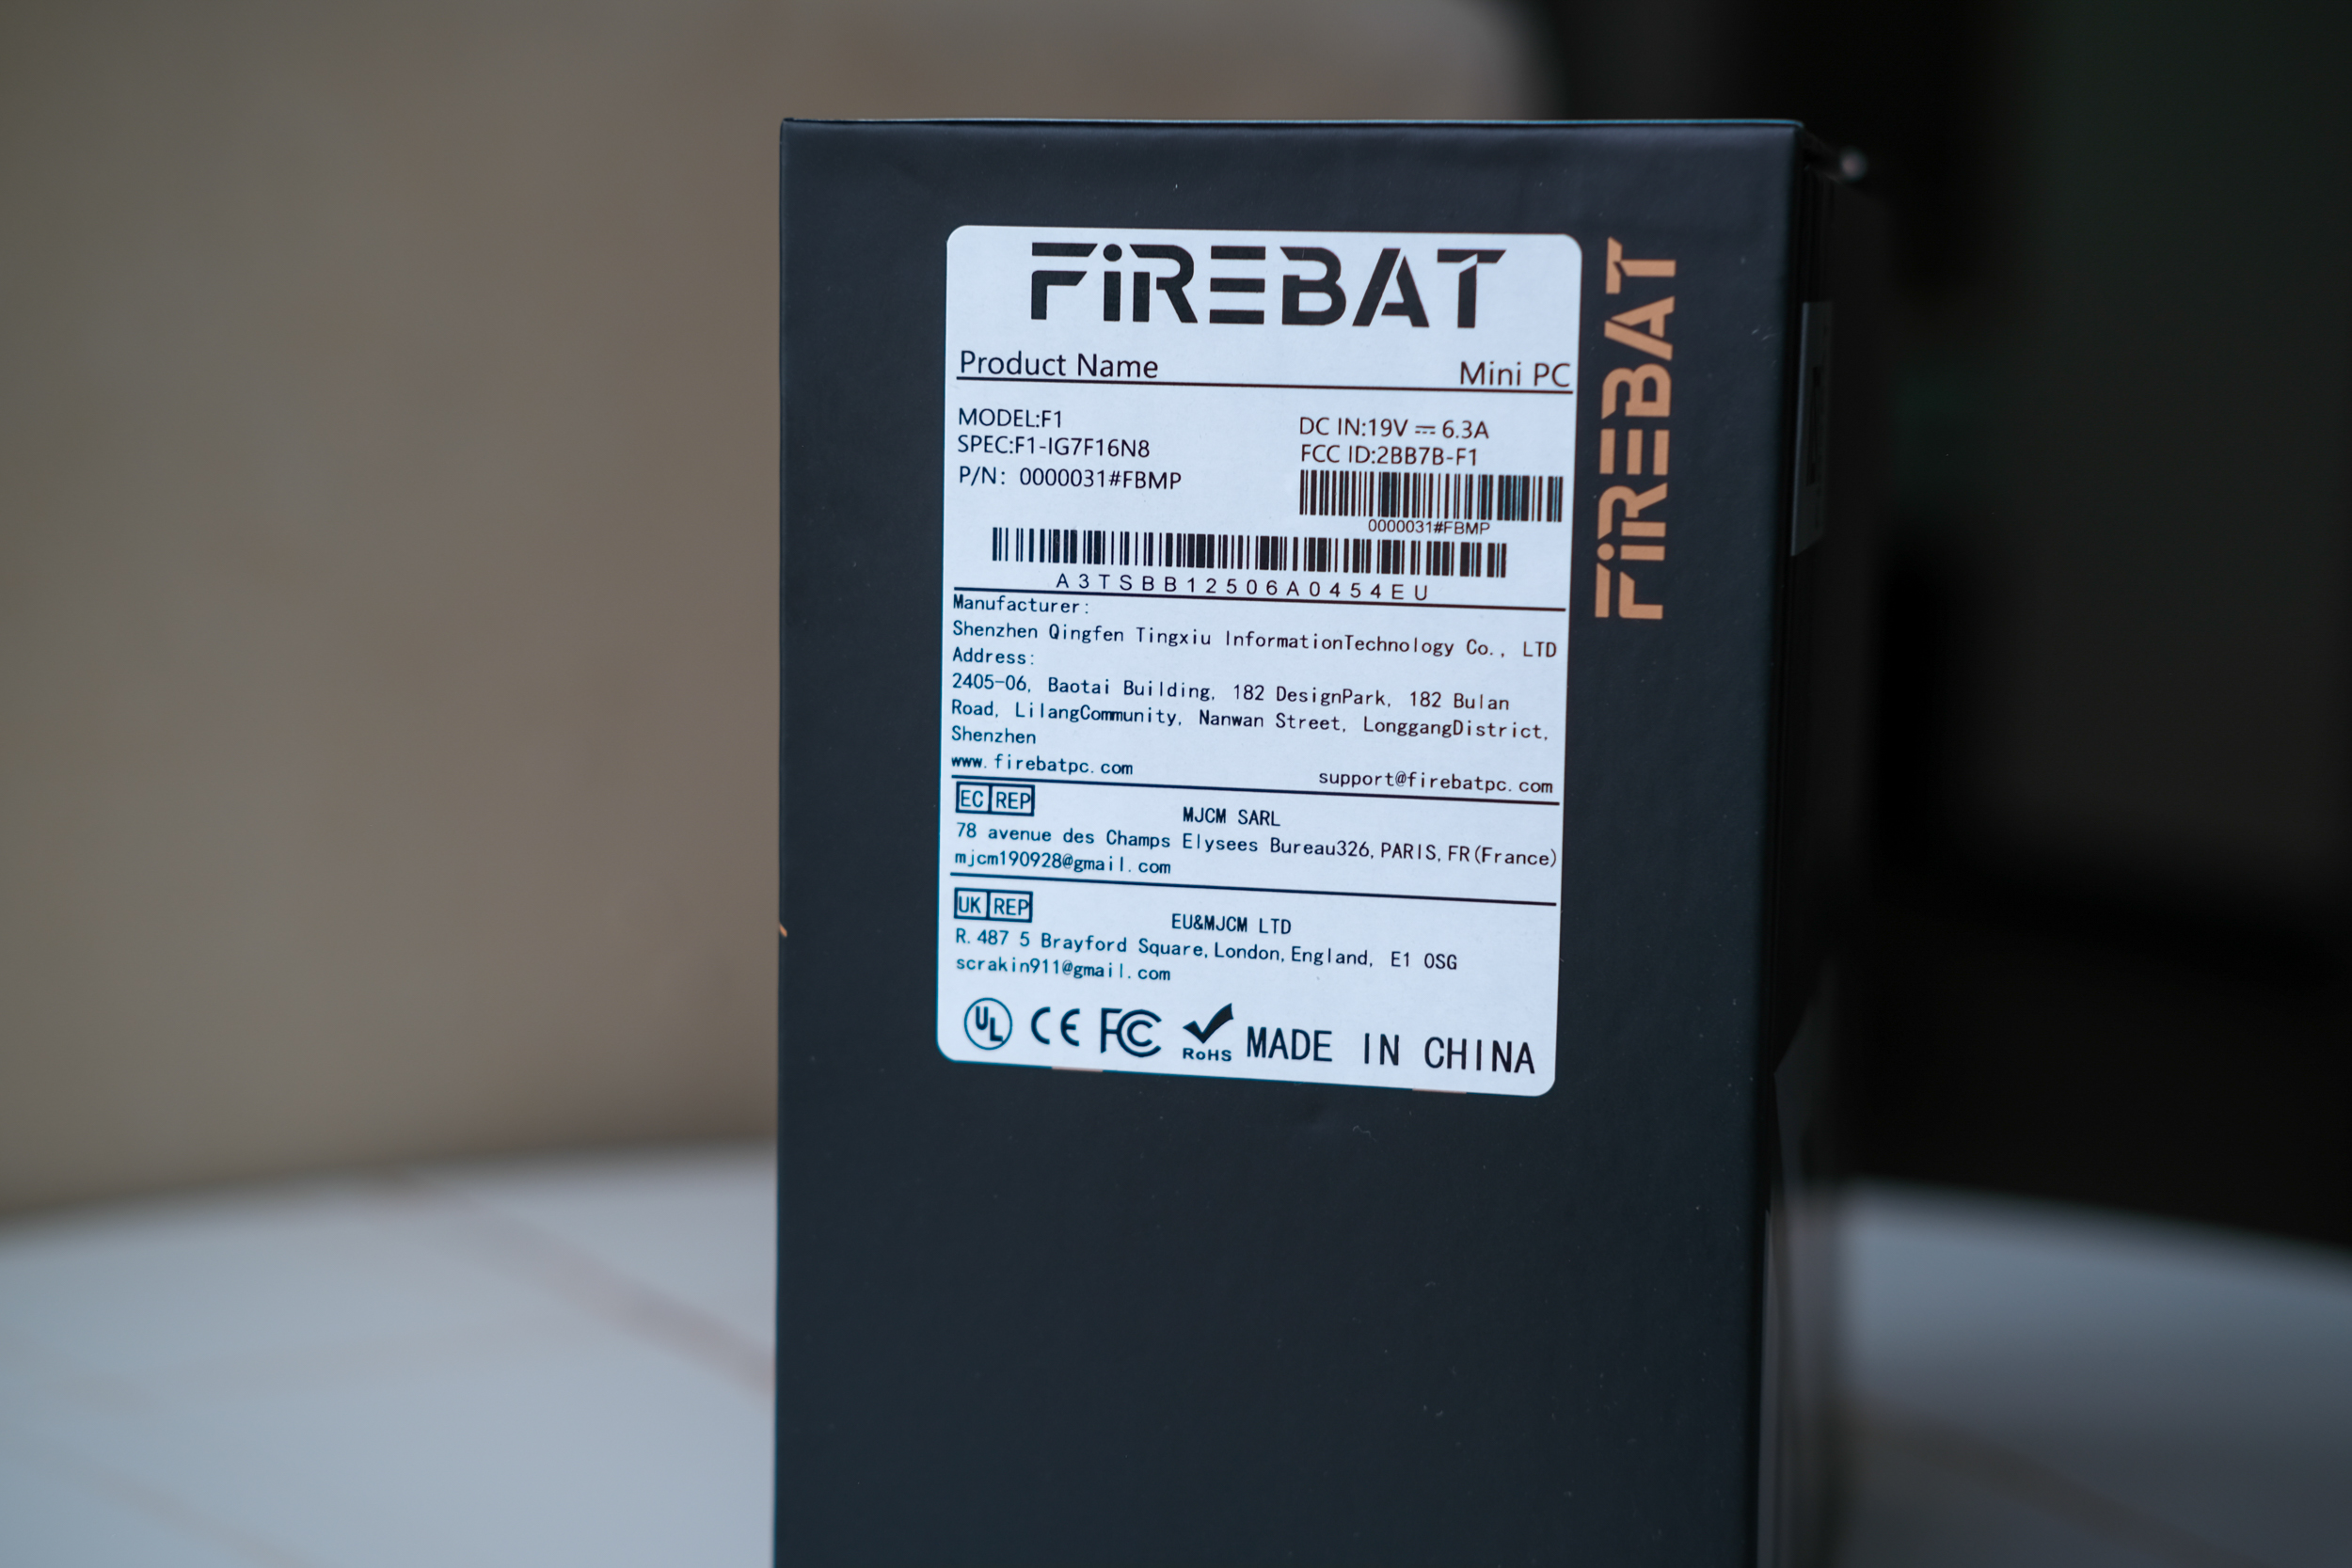 FiREBAT
Product Name Mini PC
MODEL:F1
SPEC:F1-IG7F16N8
P/N: 0000031#FBMP
DC IN:19V ⎓ 6.3A
FCC ID:2BB7B-F1
0000031#FBMP
A3TSBB12506A0454EU
Manufacturer:
Shenzhen Qingfen Tingxiu InformationTechnology Co., LTD
Address:
2405-06, Baotai Building, 182 DesignPark, 182 Bulan
Road, LilangCommunity, Nanwan Street, LonggangDistrict,
Shenzhen
www.firebatpc.com support@firebatpc.com
EC REP MJCM SARL
78 avenue des Champs Elysees Bureau326,PARIS,FR(France)
mjcm190928@gmail.com
UK REP EU&MJCM LTD
R.487 5 Brayford Square,London,England, E1 0SG
scrakin911@gmail.com
UL CE FC RoHS MADE IN CHINA
FiREBAT